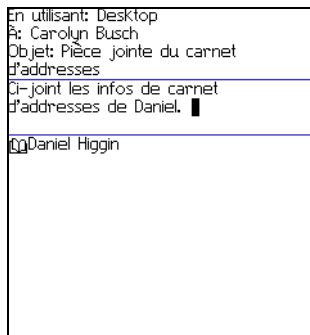 En utilisant: Desktop
À: Carolyn Busch
Objet: Pièce jointe du carnet
d'addresses
Ci-joint les infos de carnet
d'addresses de Daniel.
Daniel Higgin